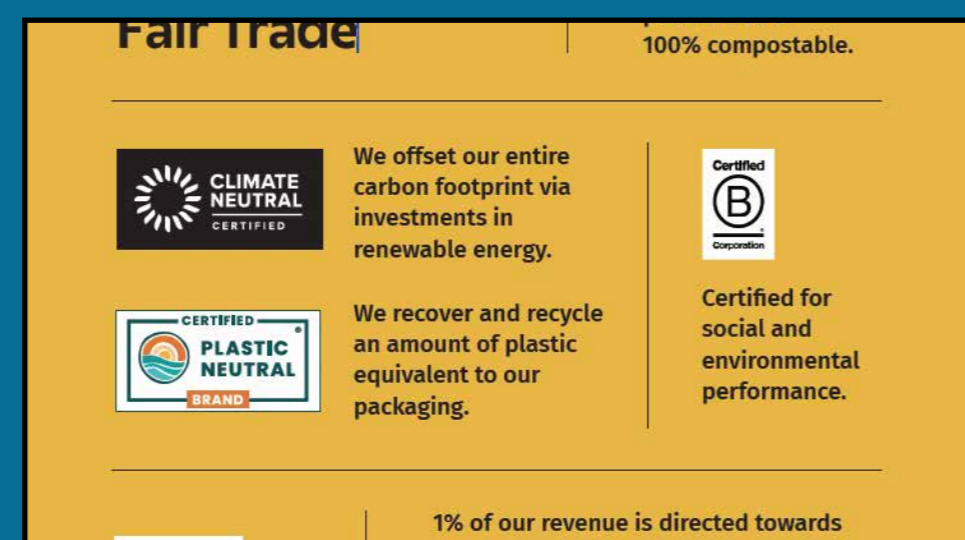 Fair Trade
100% compostable.
CLIMATE
NEUTRAL
CERTIFIED
We offset our entire
carbon footprint via
investments in
renewable energy.
CERTIFIED
PLASTIC
NEUTRAL
BRAND
We recover and recycle
an amount of plastic
equivalent to our
packaging.
Certified
B
Corporation
Certified for
social and
environmental
performance.
1% of our revenue is directed towards